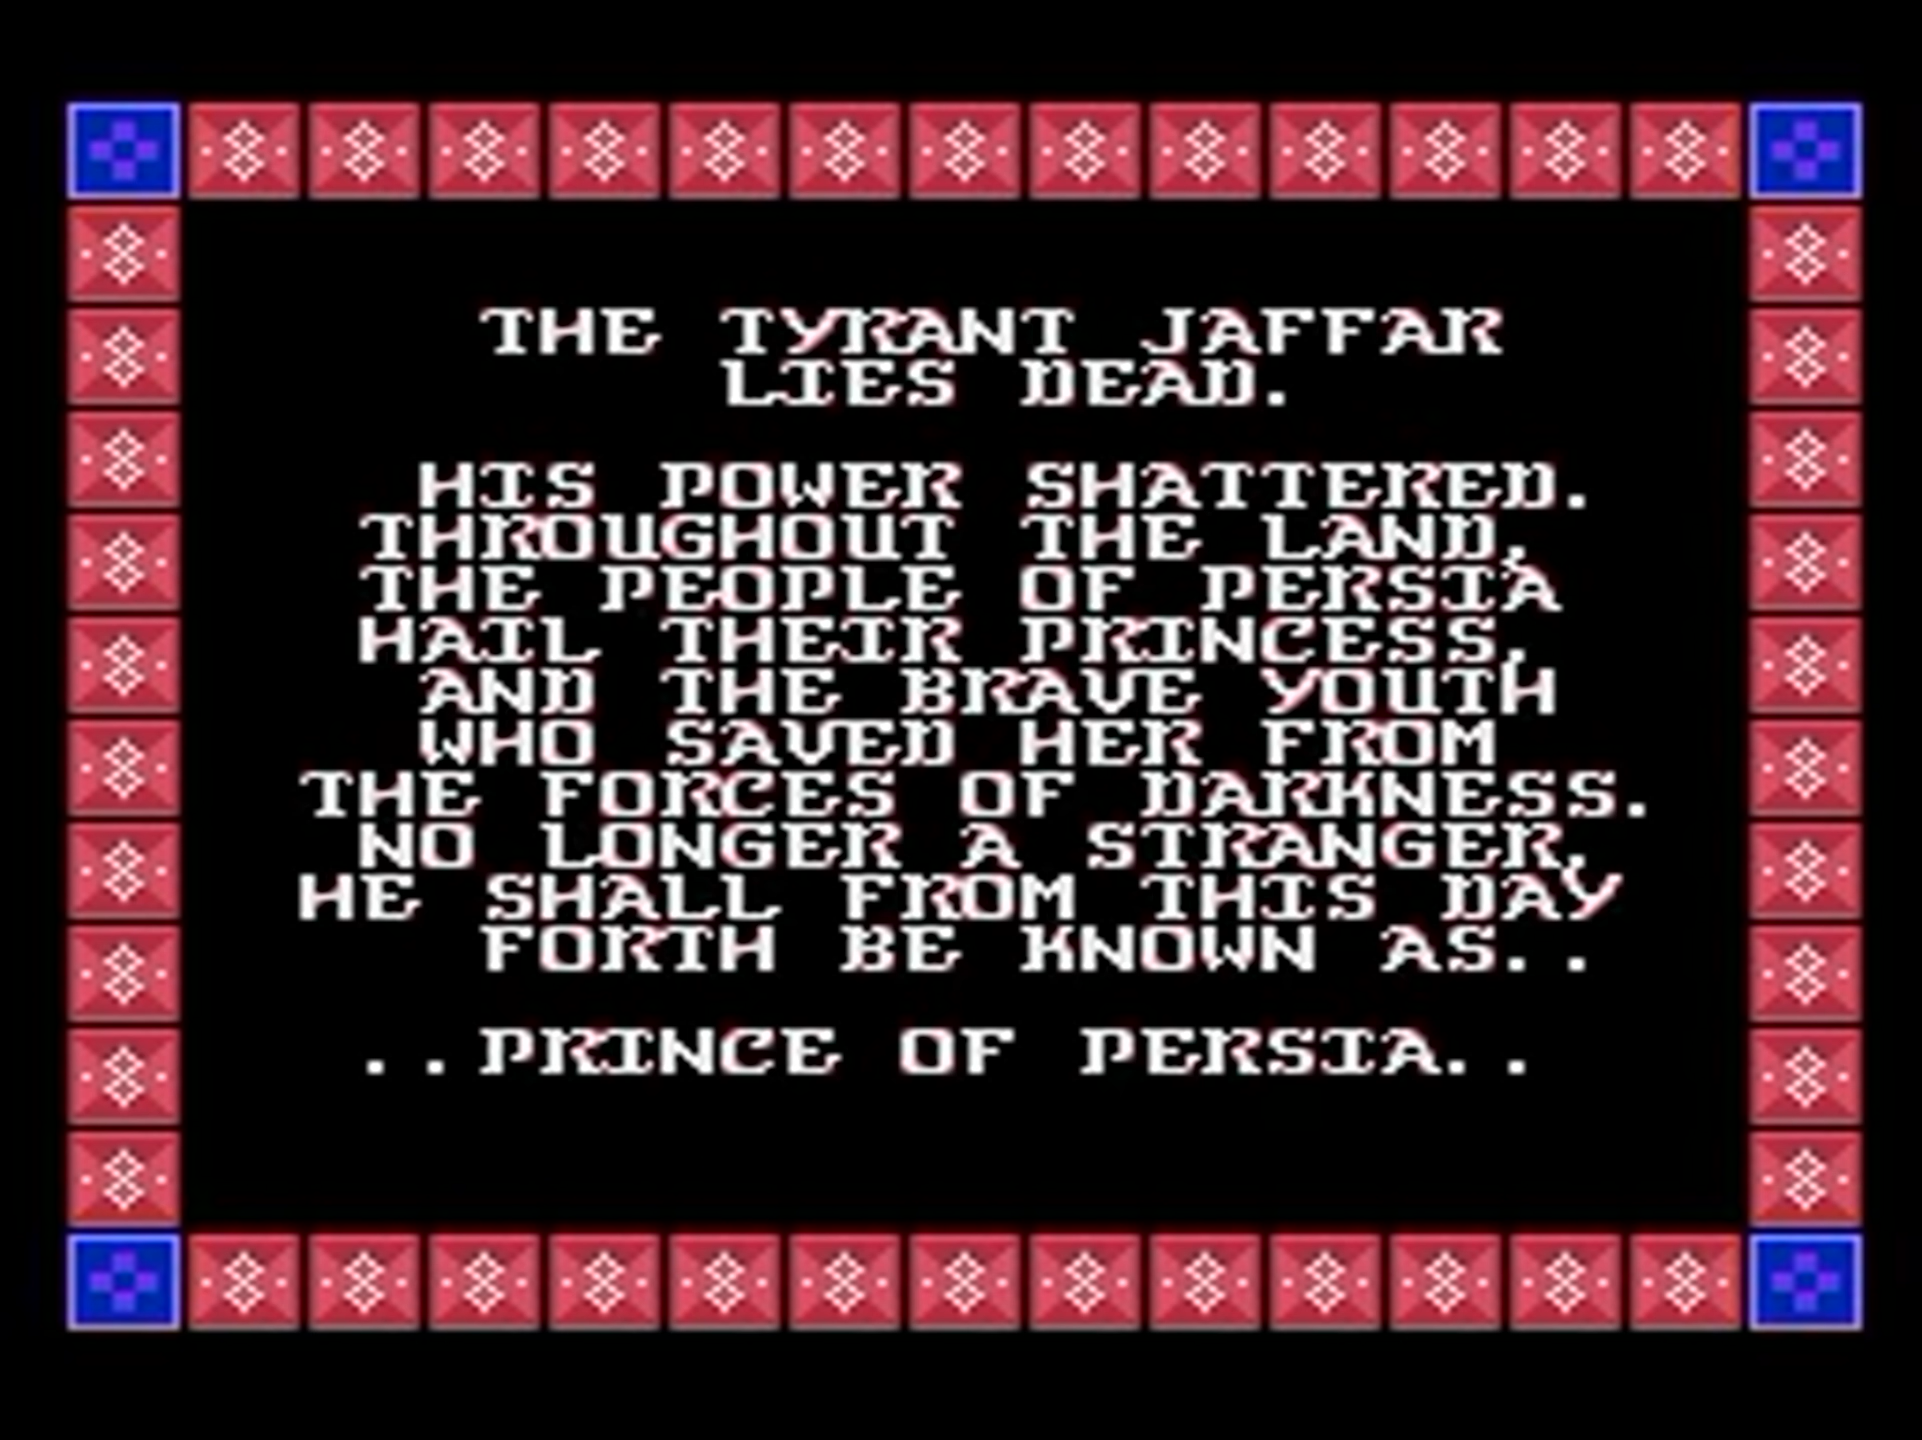 THE TYRANT JAFFAR
LIES DEAD.
HIS POWER SHATTERED.
THROUGHOUT THE LAND,
THE PEOPLE OF PERSIA
HAIL THEIR PRINCESS,
AND THE BRAVE YOUTH
WHO SAVED HER FROM
THE FORCES OF DARKNESS.
NO LONGER A STRANGER,
HE SHALL FROM THIS DAY
FORTH BE KNOWN AS..
..PRINCE OF PERSIA..